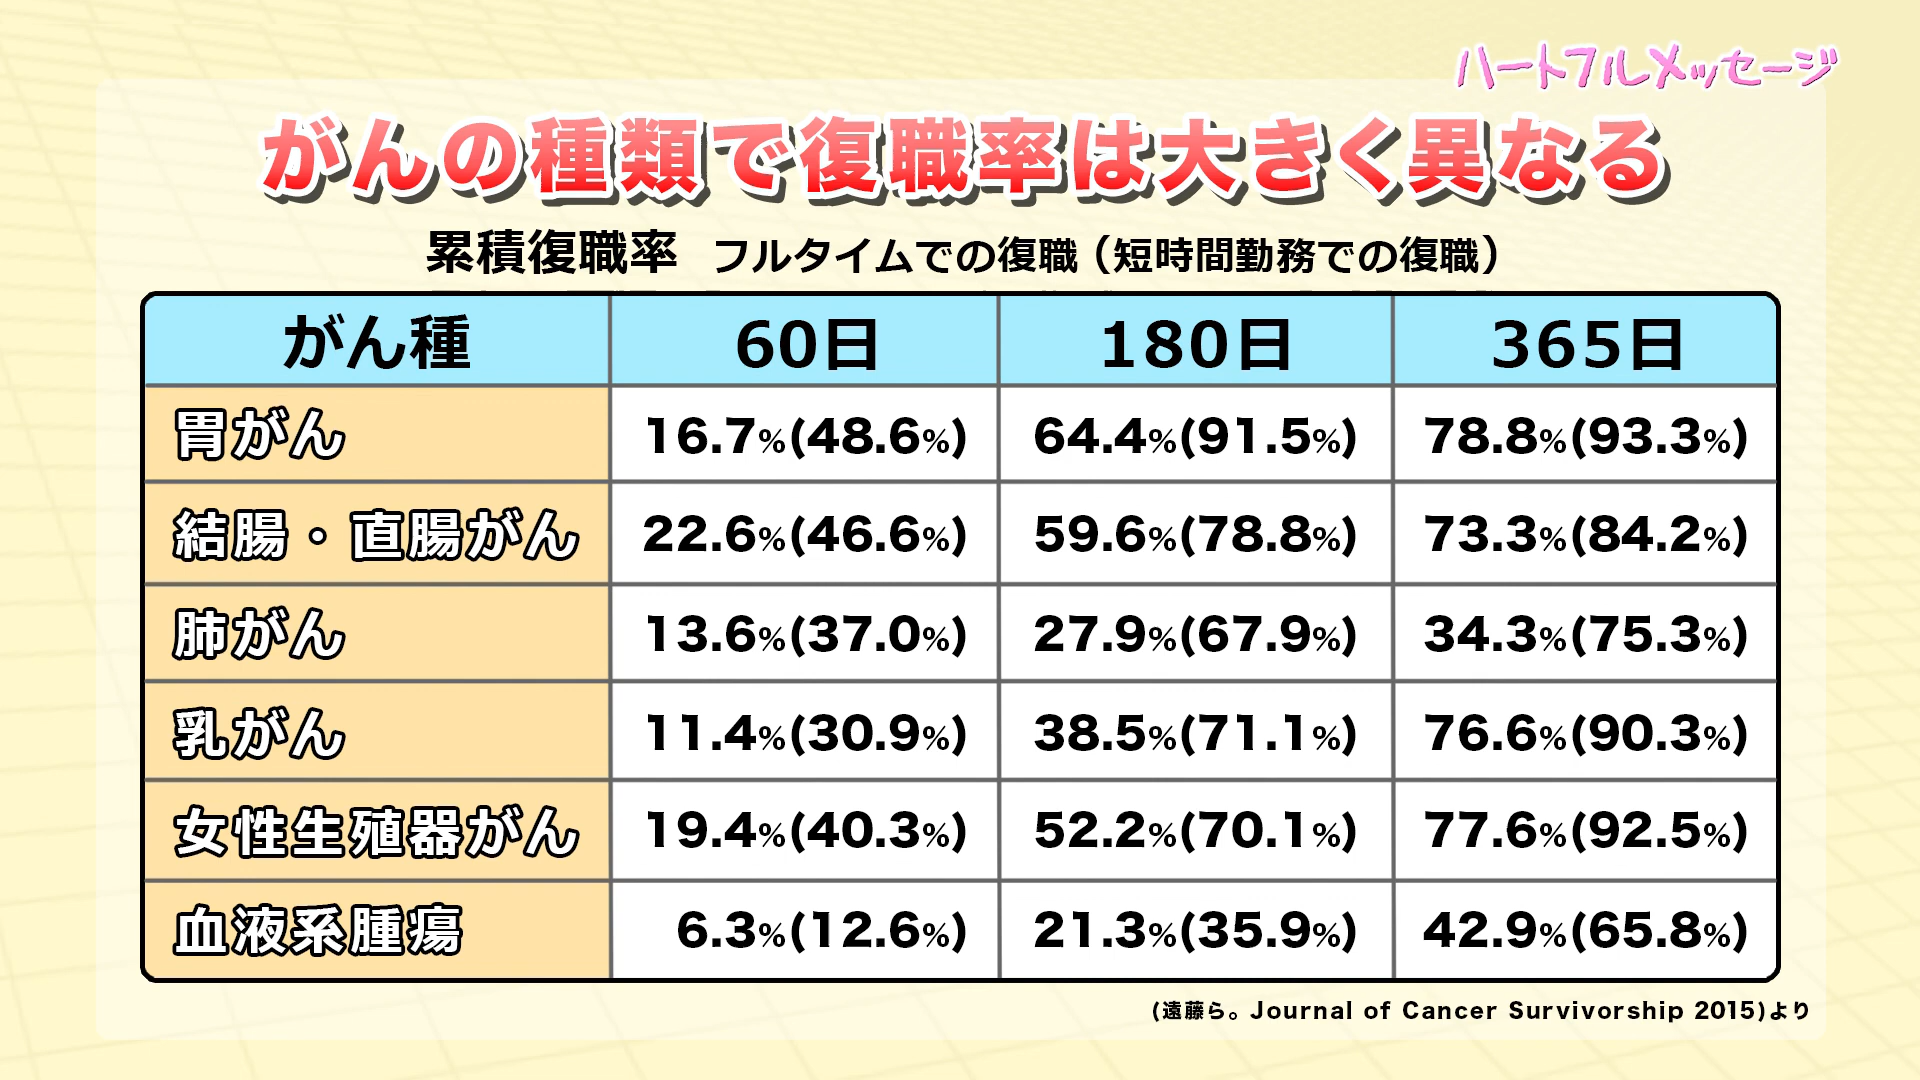 ハートフルメッセージ
がんの種類で復職率は大きく異なる
累積復職率 フルタイムでの復職(短時間勤務での復職)
がん種 60日 180日 365日
胃がん 16.7%(48.6%) 64.4%(91.5%) 78.8%(93.3%)
結腸・直腸がん 22.6%(46.6%) 59.6%(78.8%) 73.3%(84.2%)
肺がん 13.6%(37.0%) 27.9%(67.9%) 34.3%(75.3%)
乳がん 11.4%(30.9%) 38.5%(71.1%) 76.6%(90.3%)
女性生殖器がん 19.4%(40.3%) 52.2%(70.1%) 77.6%(92.5%)
血液系腫瘍 6.3%(12.6%) 21.3%(35.9%) 42.9%(65.8%)
(遠藤ら。Journal of Cancer Survivorship 2015)より